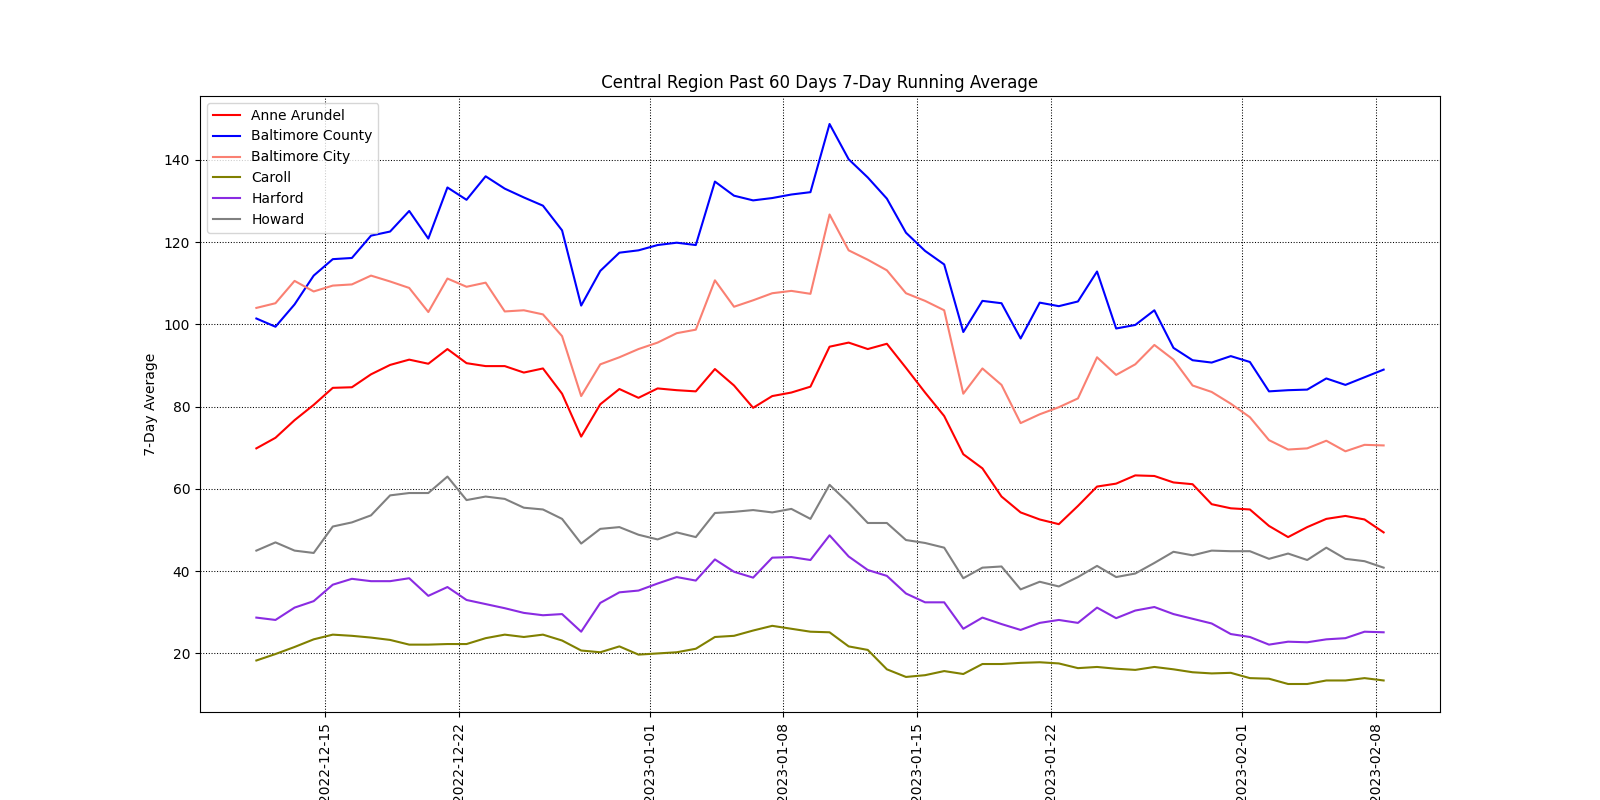 Central Region Past 60 Days 7-Day Running Average
Anne Arundel
Baltimore County
Baltimore City
Caroll
Harford
Howard
7-Day Average
140
120
100
80
60
40
20
2022-12-15
2022-12-22
2023-01-01
2023-01-08
2023-01-15
2023-01-22
2023-02-01
2023-02-08